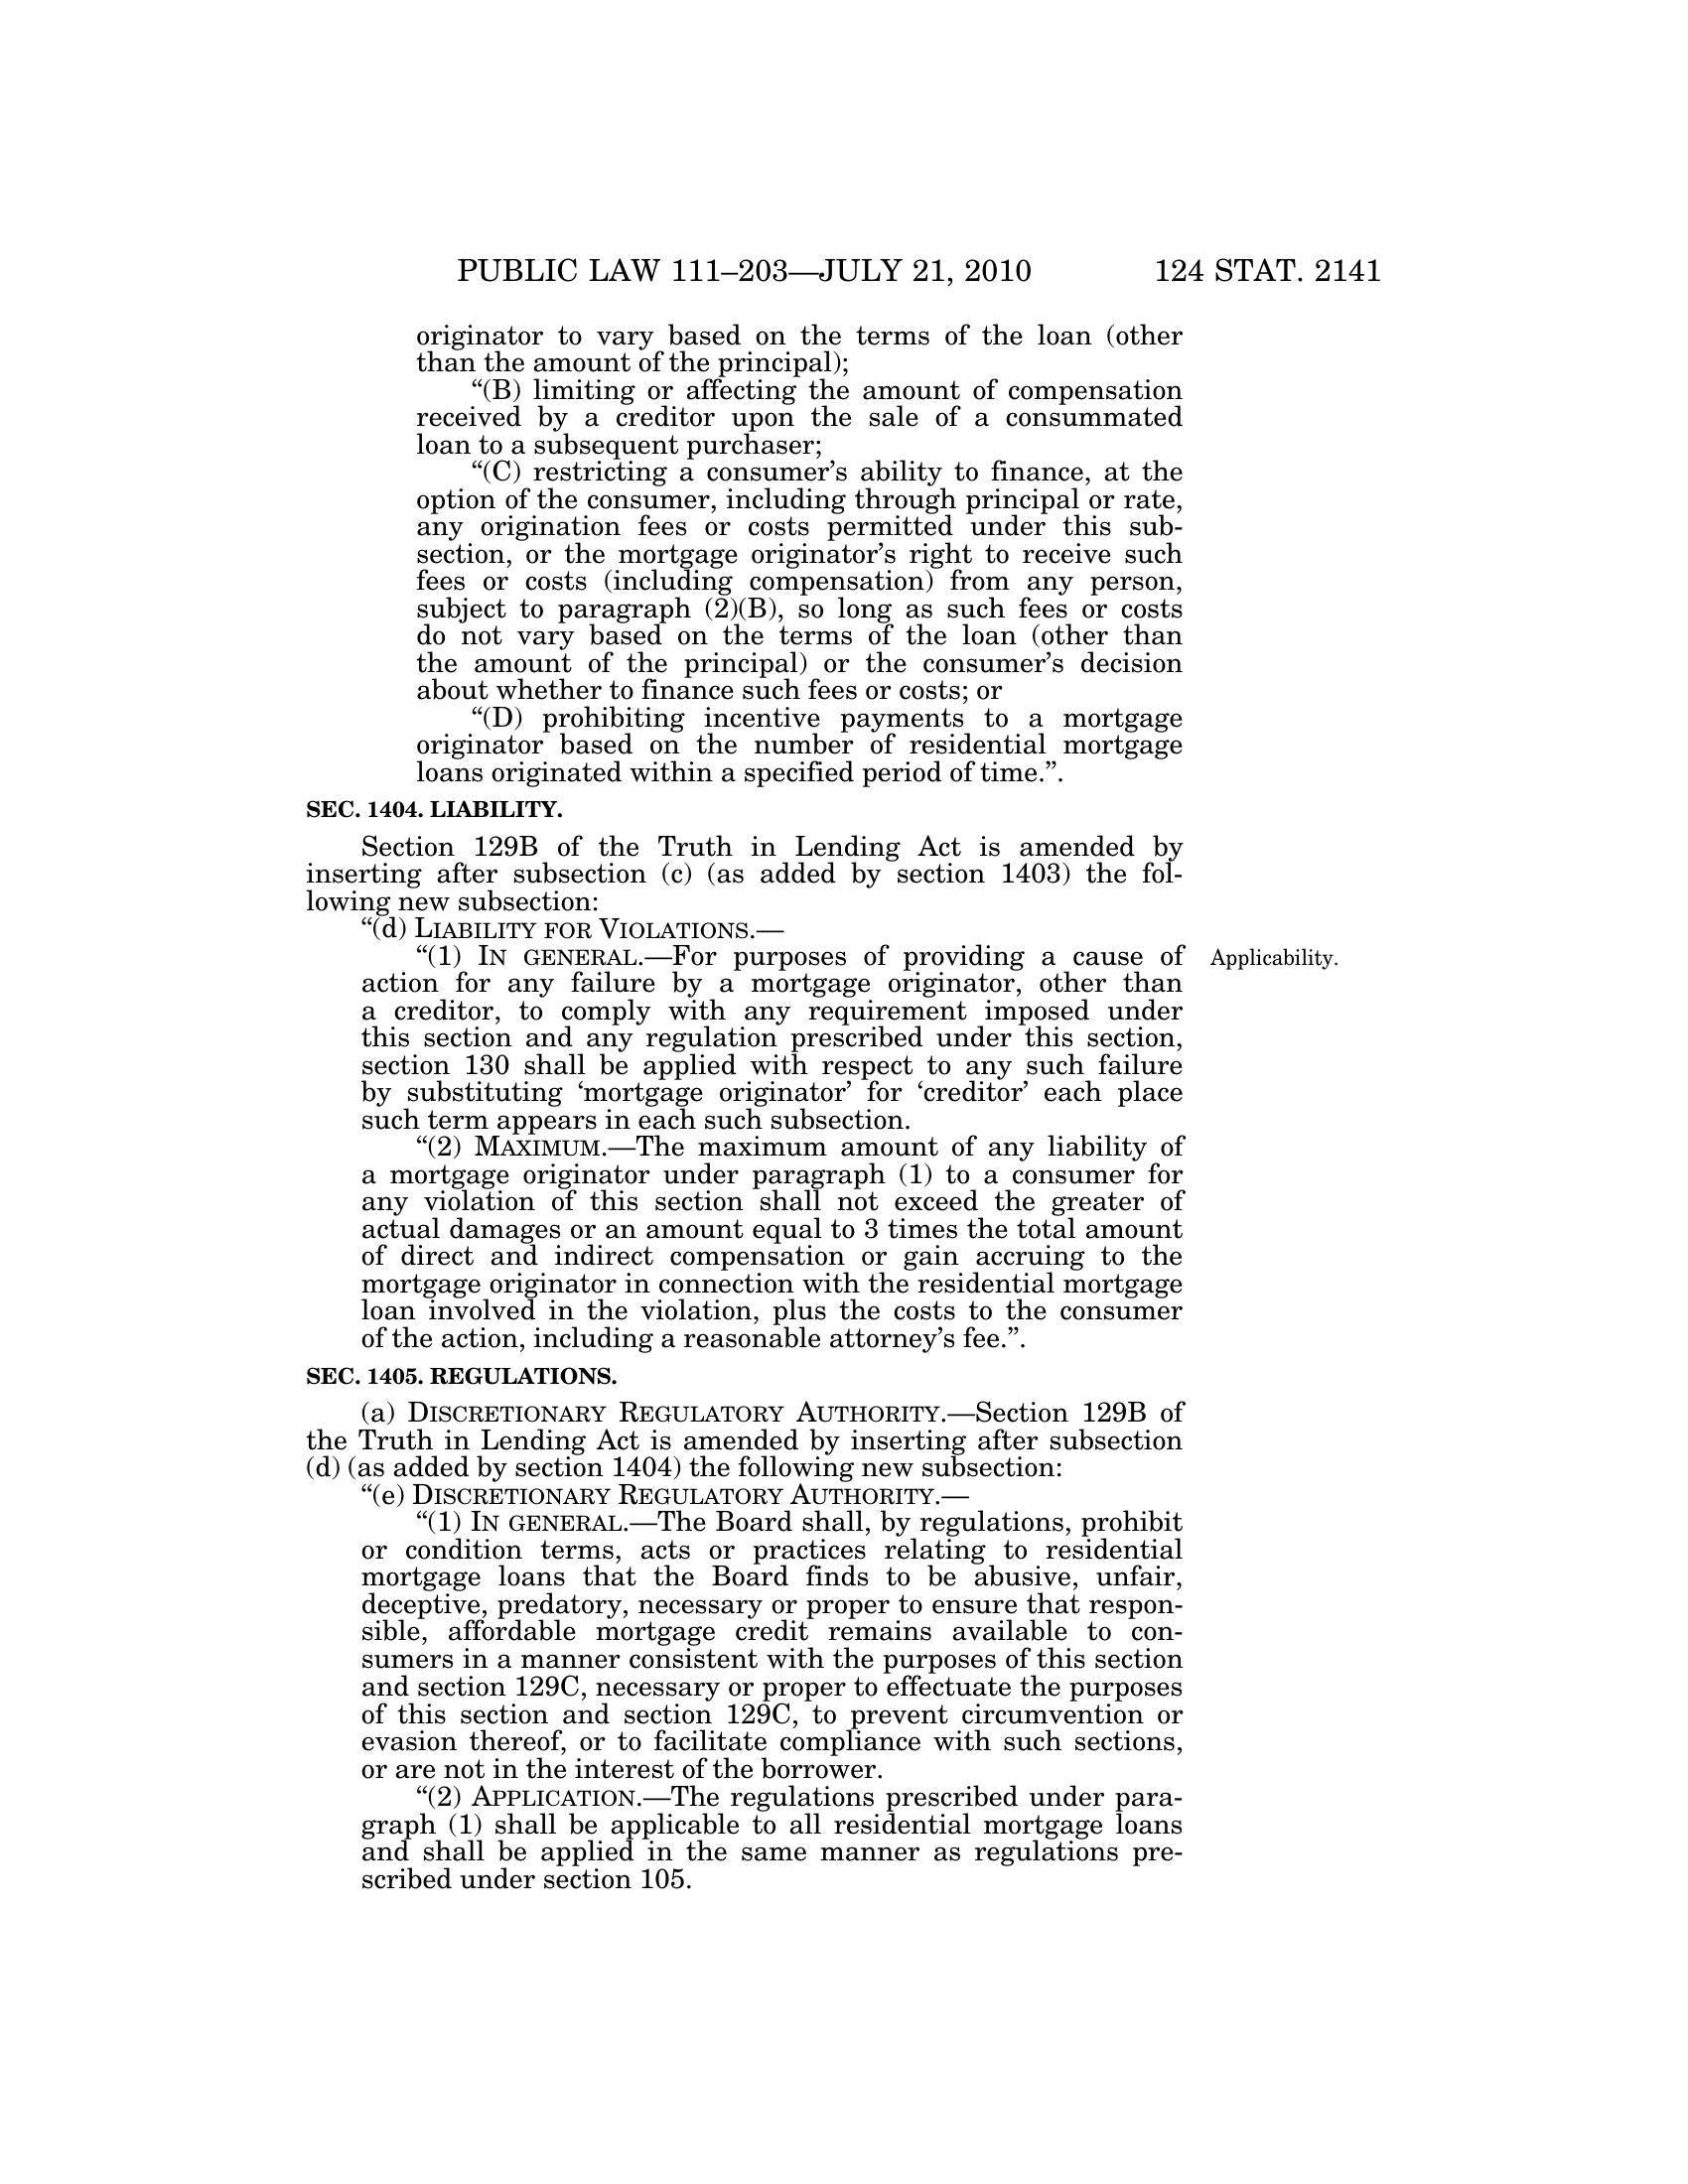 PUBLIC LAW 111–203—JULY 21, 2010 124 STAT. 2141
originator to vary based on the terms of the loan (other
than the amount of the principal);
“(B) limiting or affecting the amount of compensation
received by a creditor upon the sale of a consummated
loan to a subsequent purchaser;
“(C) restricting a consumer’s ability to finance, at the
option of the consumer, including through principal or rate,
any origination fees or costs permitted under this sub-
section, or the mortgage originator’s right to receive such
fees or costs (including compensation) from any person,
subject to paragraph (2)(B), so long as such fees or costs
do not vary based on the terms of the loan (other than
the amount of the principal) or the consumer’s decision
about whether to finance such fees or costs; or
“(D) prohibiting incentive payments to a mortgage
originator based on the number of residential mortgage
loans originated within a specified period of time.”.
SEC. 1404. LIABILITY.
Section 129B of the Truth in Lending Act is amended by
inserting after subsection (c) (as added by section 1403) the fol-
lowing new subsection:
“(d) LIABILITY FOR VIOLATIONS.—
“(1) IN GENERAL.—For purposes of providing a cause of
Applicability.
action for any failure by a mortgage originator, other than
a creditor, to comply with any requirement imposed under
this section and any regulation prescribed under this section,
section 130 shall be applied with respect to any such failure
by substituting ‘mortgage originator’ for ‘creditor’ each place
such term appears in each such subsection.
“(2) MAXIMUM.—The maximum amount of any liability of
a mortgage originator under paragraph (1) to a consumer for
any violation of this section shall not exceed the greater of
actual damages or an amount equal to 3 times the total amount
of direct and indirect compensation or gain accruing to the
mortgage originator in connection with the residential mortgage
loan involved in the violation, plus the costs to the consumer
of the action, including a reasonable attorney’s fee.”.
SEC. 1405. REGULATIONS.
(a) DISCRETIONARY REGULATORY AUTHORITY.—Section 129B of
the Truth in Lending Act is amended by inserting after subsection
(d) (as added by section 1404) the following new subsection:
“(e) DISCRETIONARY REGULATORY AUTHORITY.—
“(1) IN GENERAL.—The Board shall, by regulations, prohibit
or condition terms, acts or practices relating to residential
mortgage loans that the Board finds to be abusive, unfair,
deceptive, predatory, necessary or proper to ensure that respon-
sible, affordable mortgage credit remains available to con-
sumers in a manner consistent with the purposes of this section
and section 129C, necessary or proper to effectuate the purposes
of this section and section 129C, to prevent circumvention or
evasion thereof, or to facilitate compliance with such sections,
or are not in the interest of the borrower.
“(2) APPLICATION.—The regulations prescribed under para-
graph (1) shall be applicable to all residential mortgage loans
and shall be applied in the same manner as regulations pre-
scribed under section 105.